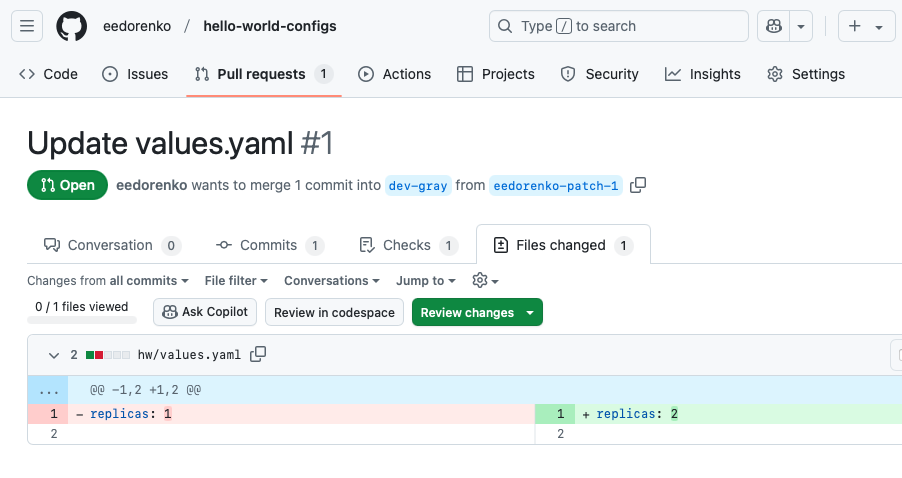 eedorenko / hello-world-configs Type / to search
Code Issues Pull requests 1 Actions Projects Security Insights Settings
Update values.yaml #1
Open eedorenko wants to merge 1 commit into dev-gray from eedorenko-patch-1
Conversation 0 Commits 1 Checks 1 Files changed 1
Changes from all commits File filter Conversations Jump to
0 / 1 files viewed Ask Copilot Review in codespace Review changes
2 hw/values.yaml
... @@ -1,2 +1,2 @@
1 - replicas: 1 1 + replicas: 2
2 2